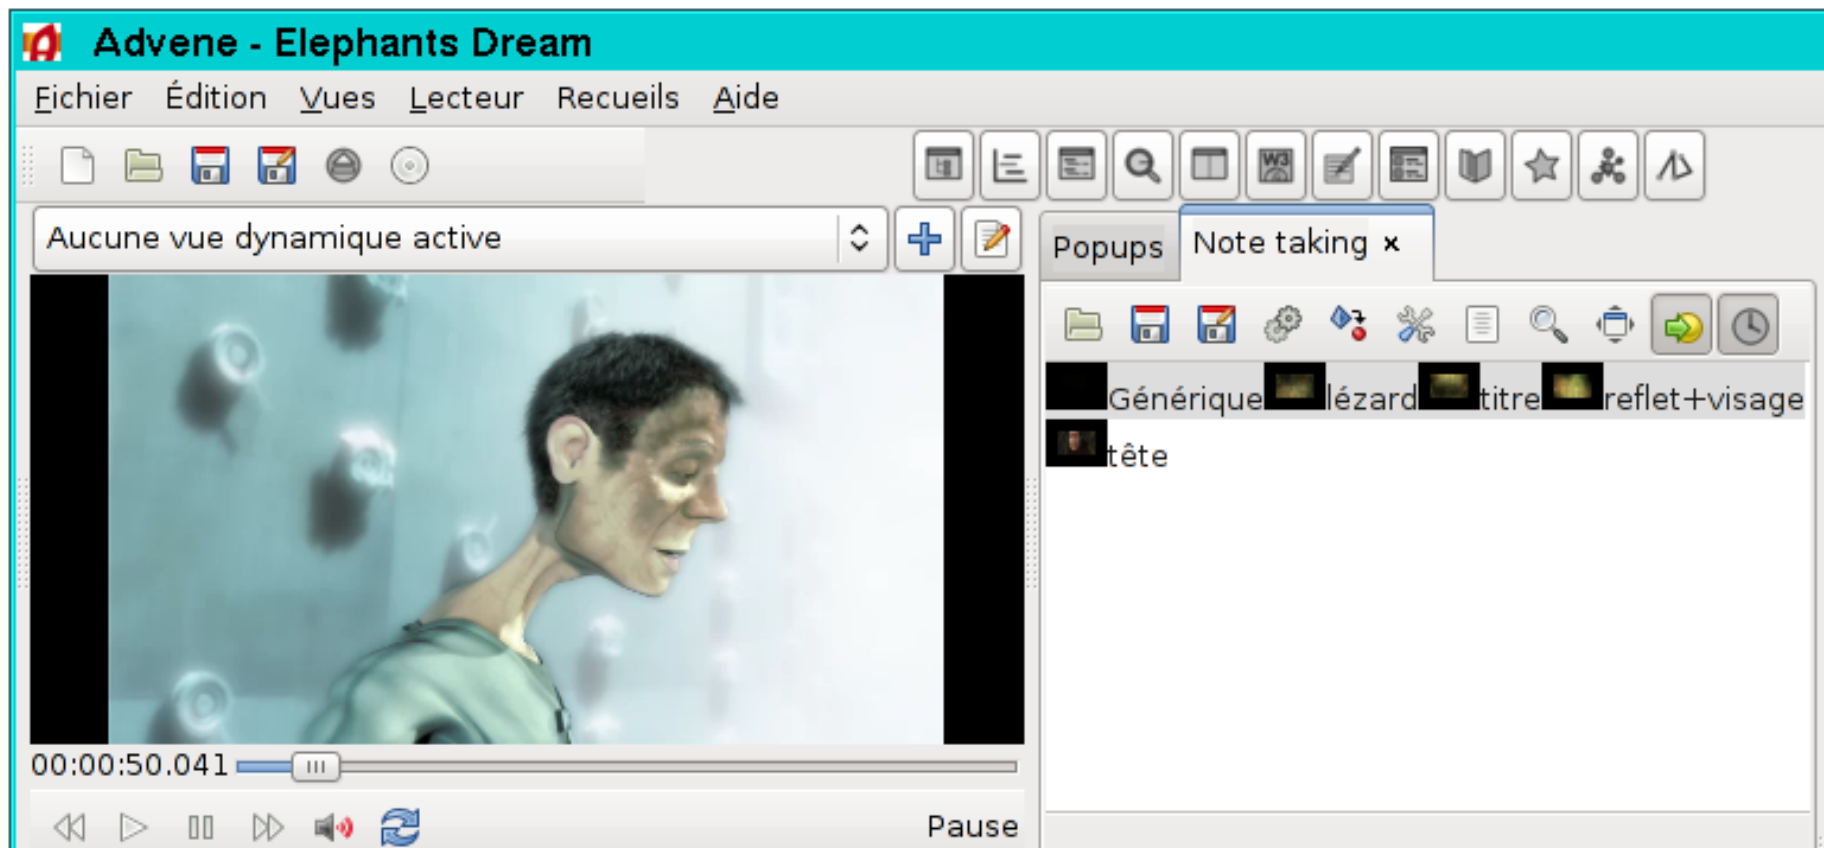 Advene - Elephants Dream
Fichier Édition Vues Lecteur Recueils Aide
W3
Aucune vue dynamique active
Popups
Note taking ×
Générique lézard titre reflet+visage
tête
00:00:50.041
Pause